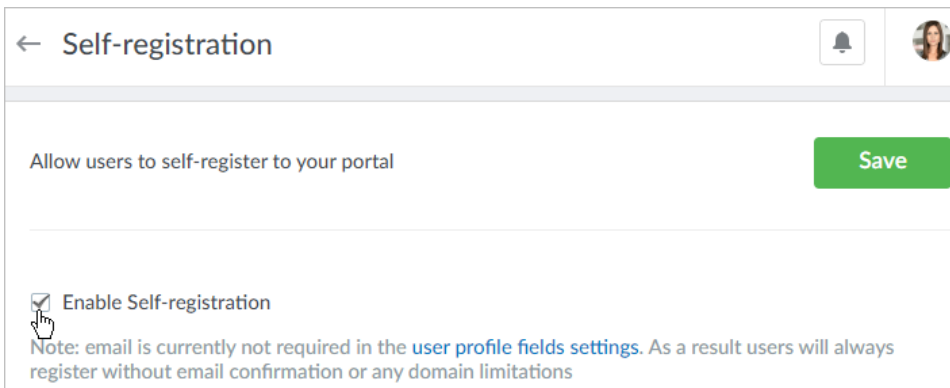 Self-registration
Allow users to self-register to your portal
Save
Enable Self-registration
Note: email is currently not required in the user profile fields settings. As a result users will always
register without email confirmation or any domain limitations